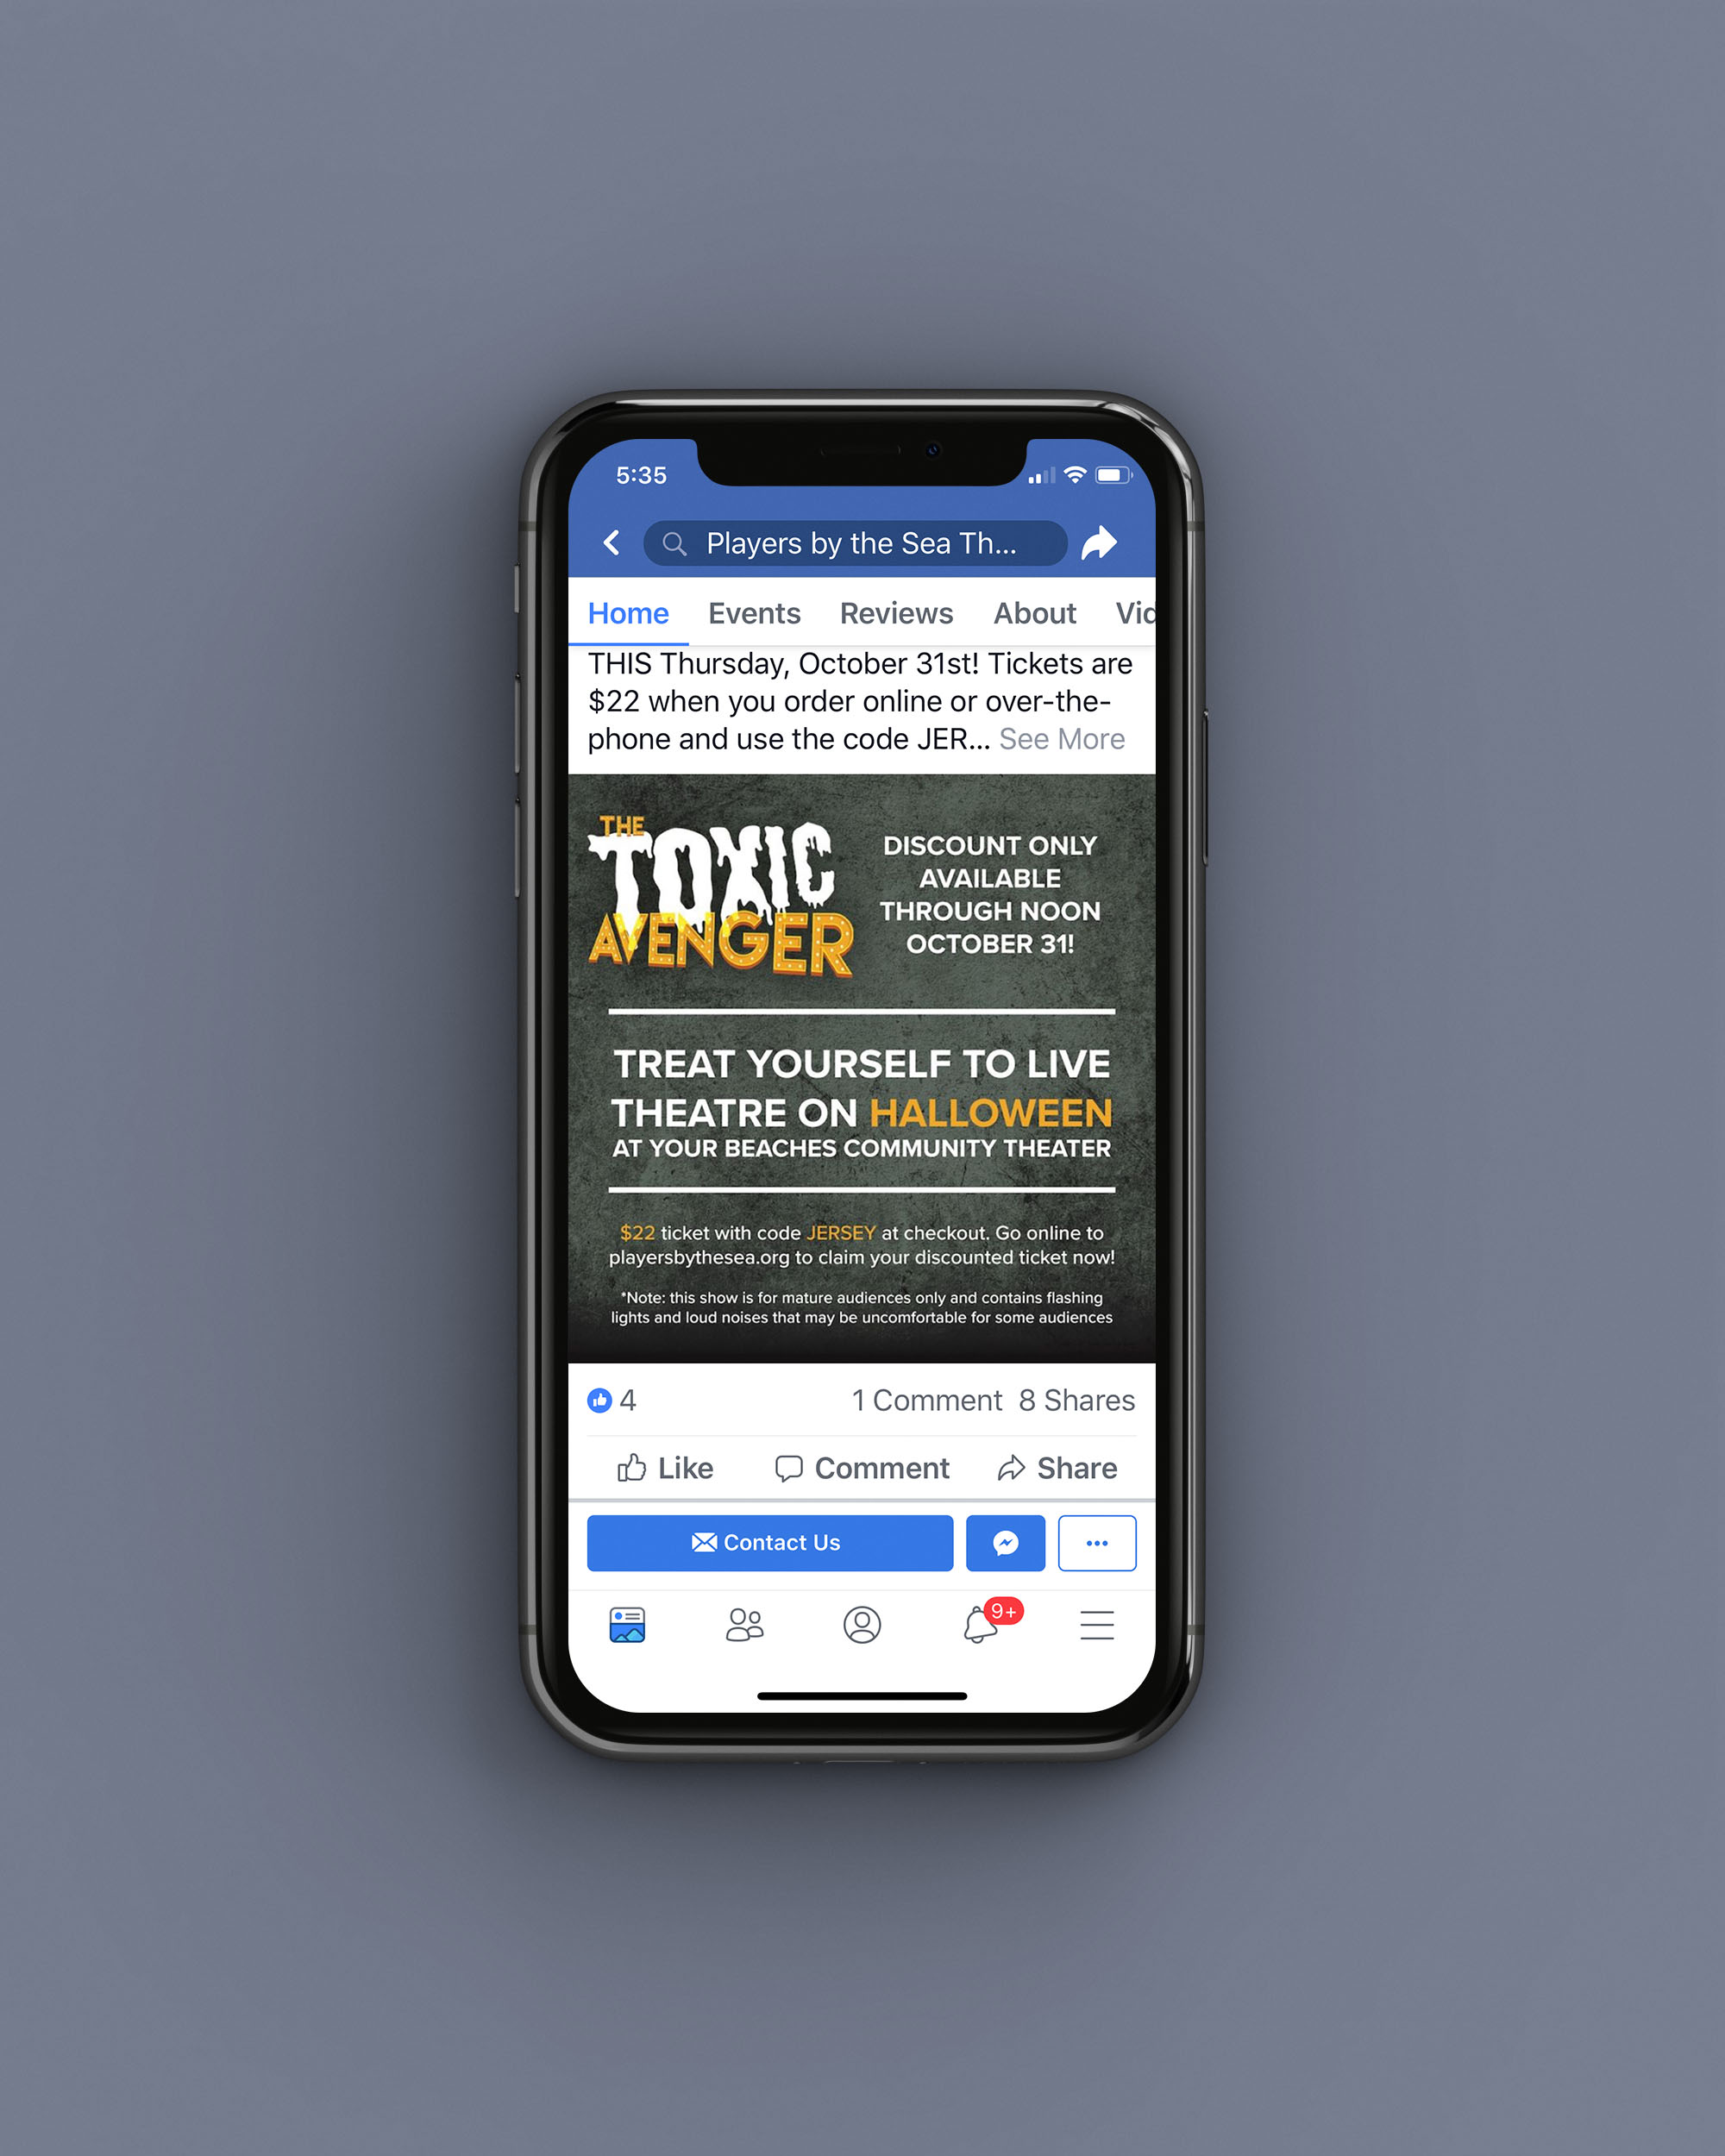 5:35
Players by the Sea Th...
Home Events Reviews About Vid
THIS Thursday, October 31st! Tickets are
$22 when you order online or over-the-
phone and use the code JER... See More
THE
TOXIC
AVENGER
DISCOUNT ONLY
AVAILABLE
THROUGH NOON
OCTOBER 31!
TREAT YOURSELF TO LIVE
THEATRE ON HALLOWEEN
AT YOUR BEACHES COMMUNITY THEATER
$22 ticket with code JERSEY at checkout. Go online to
playersbythesea.org to claim your discounted ticket now!
*Note: this show is for mature audiences only and contains flashing
lights and loud noises that may be uncomfortable for some audiences
4 1 Comment 8 Shares
Like Comment Share
Contact Us
9+